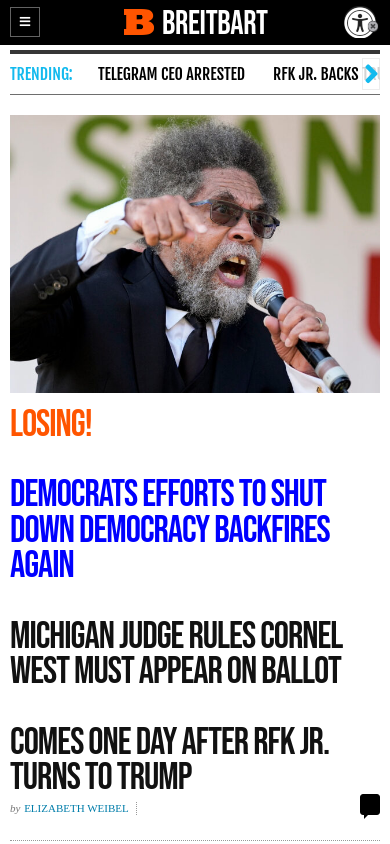 BREITBART
TRENDING: TELEGRAM CEO ARRESTED RFK JR. BACKS
LOSING!
DEMOCRATS EFFORTS TO SHUT
DOWN DEMOCRACY BACKFIRES
AGAIN
MICHIGAN JUDGE RULES CORNEL
WEST MUST APPEAR ON BALLOT
COMES ONE DAY AFTER RFK JR.
TURNS TO TRUMP
by ELIZABETH WEIBEL